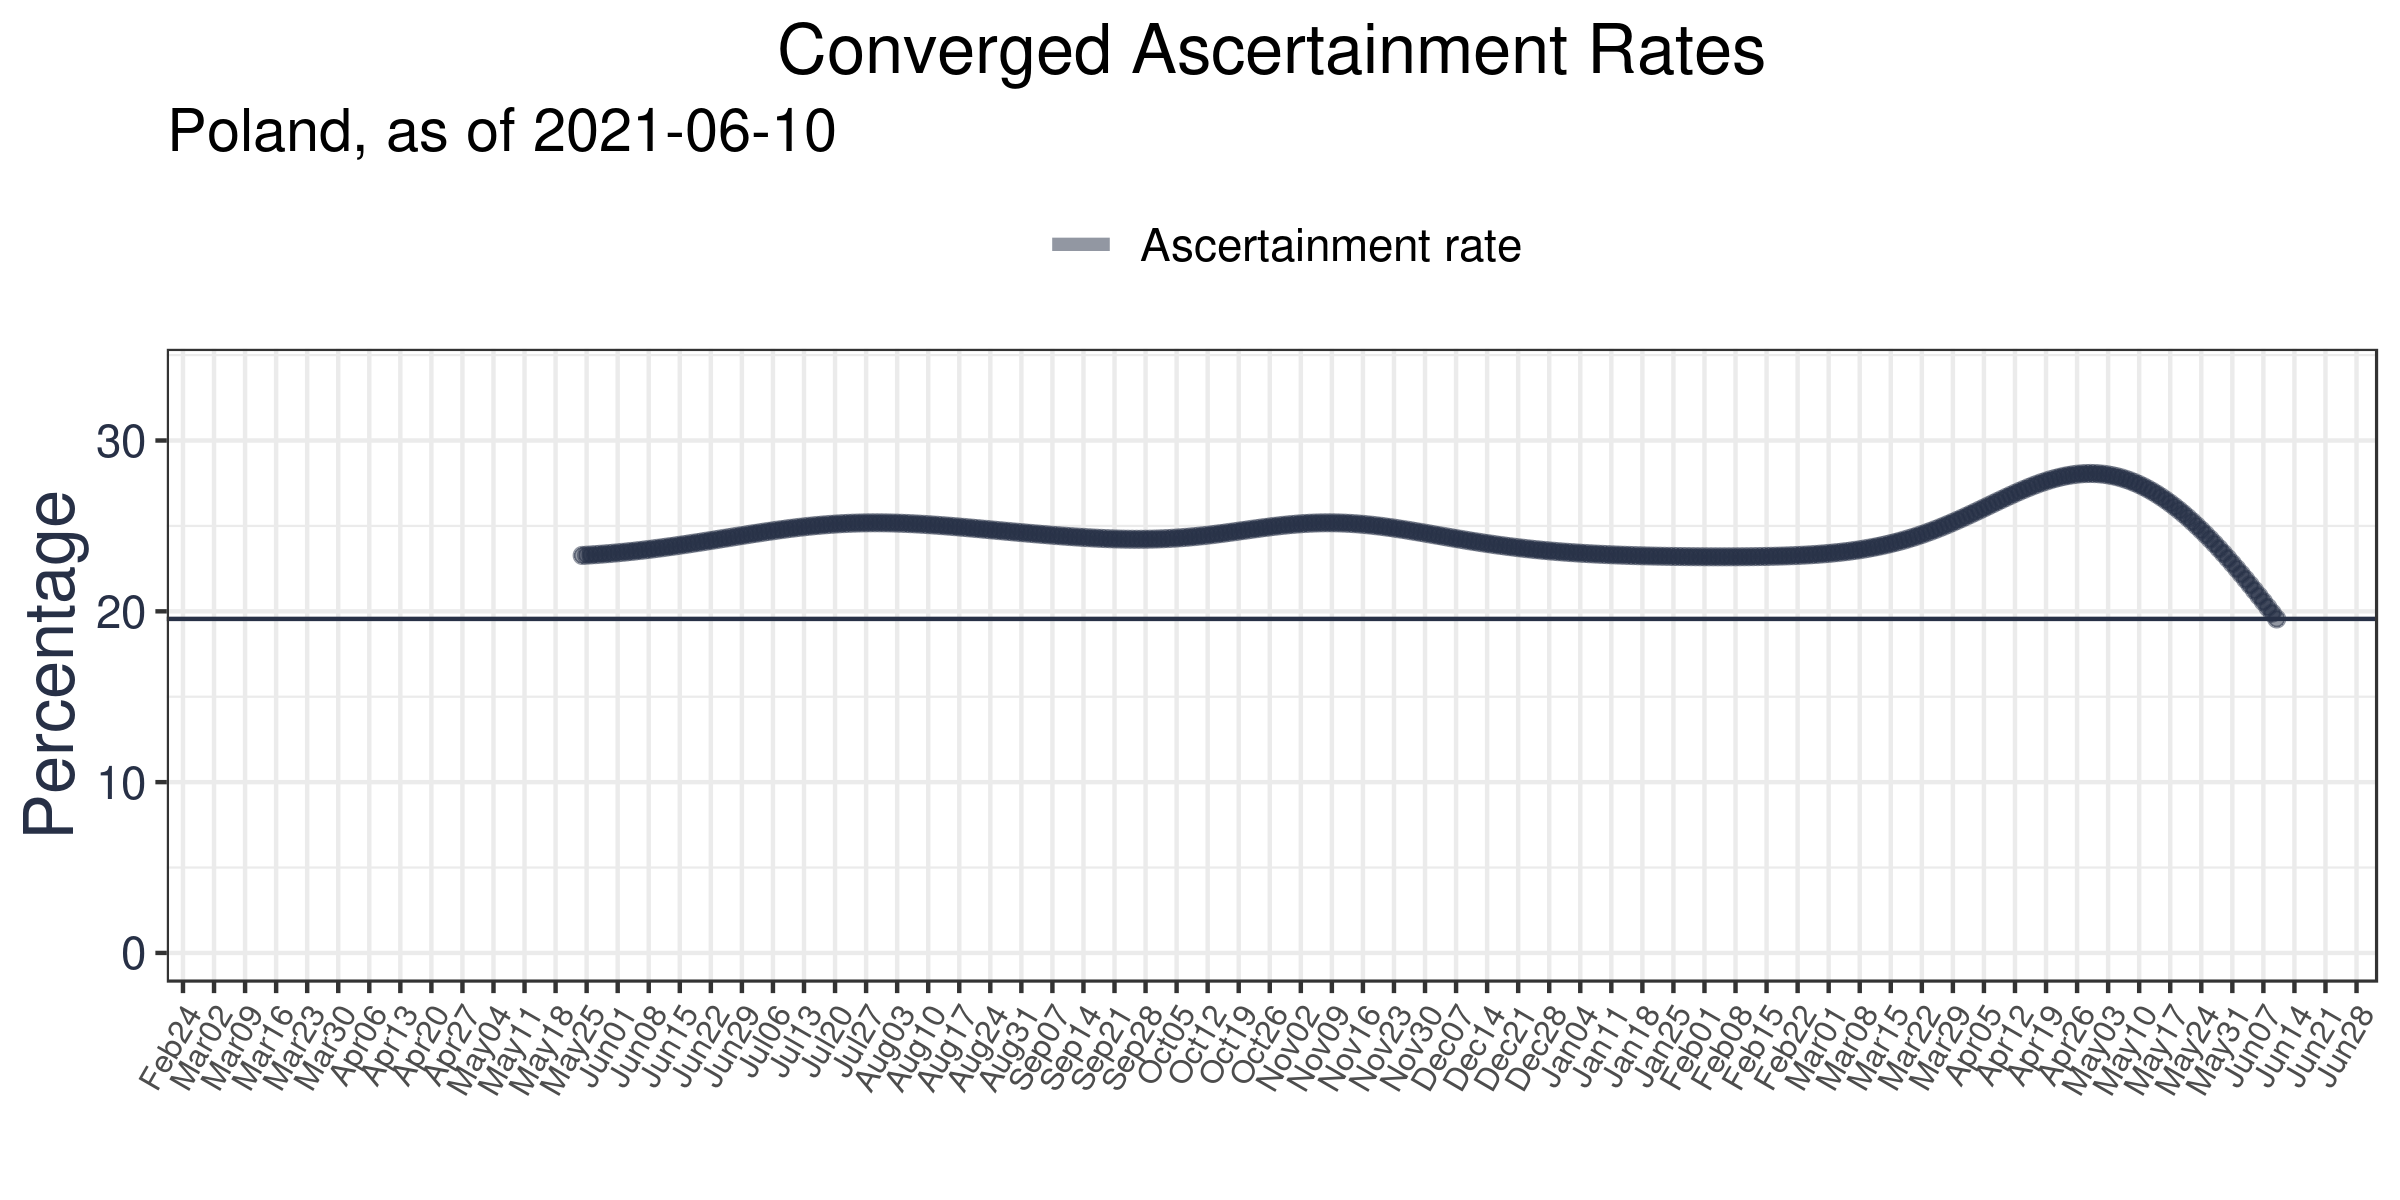 Converged Ascertainment Rates
Poland, as of 2021-06-10
Ascertainment rate
Percentage
30
20
10
0
Feb24 Mar02 Mar09 Mar16 Mar23 Mar30 Apr06 Apr13 Apr20 Apr27 May04 May11 May18 May25 Jun01 Jun08 Jun15 Jun22 Jun29 Jul06 Jul13 Jul20 Jul27 Aug03 Aug10 Aug17 Aug24 Aug31 Sep07 Sep14 Sep21 Sep28 Oct05 Oct12 Oct19 Oct26 Nov02 Nov09 Nov16 Nov23 Nov30 Dec07 Dec14 Dec21 Dec28 Jan04 Jan11 Jan18 Jan25 Feb01 Feb08 Feb15 Feb22 Mar01 Mar08 Mar15 Mar22 Mar29 Apr05 Apr12 Apr19 Apr26 May03 May10 May17 May24 May31 Jun07 Jun14 Jun21 Jun28